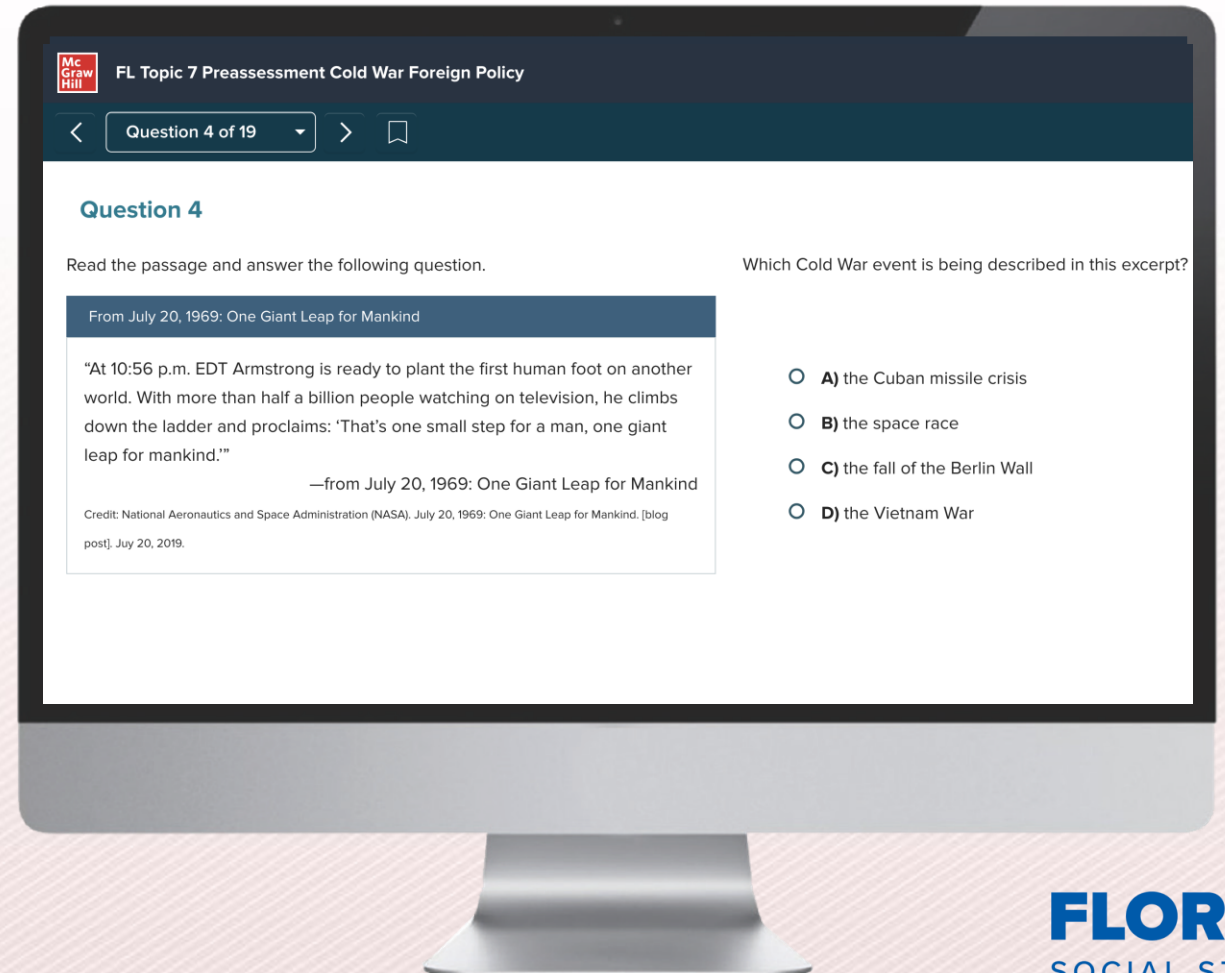 Mc
Graw
Hill
FL Topic 7 Preassessment Cold War Foreign Policy
Question 4 of 19
Question 4
Read the passage and answer the following question.
From July 20, 1969: One Giant Leap for Mankind
“At 10:56 p.m. EDT Armstrong is ready to plant the first human foot on another
world. With more than half a billion people watching on television, he climbs
down the ladder and proclaims: ‘That’s one small step for a man, one giant
leap for mankind.’”
—from July 20, 1969: One Giant Leap for Mankind
Credit: National Aeronautics and Space Administration (NASA). July 20, 1969: One Giant Leap for Mankind. [blog
post]. Juy 20, 2019.
Which Cold War event is being described in this excerpt?
A) the Cuban missile crisis
B) the space race
C) the fall of the Berlin Wall
D) the Vietnam War
FLOR
SOCIAL ST